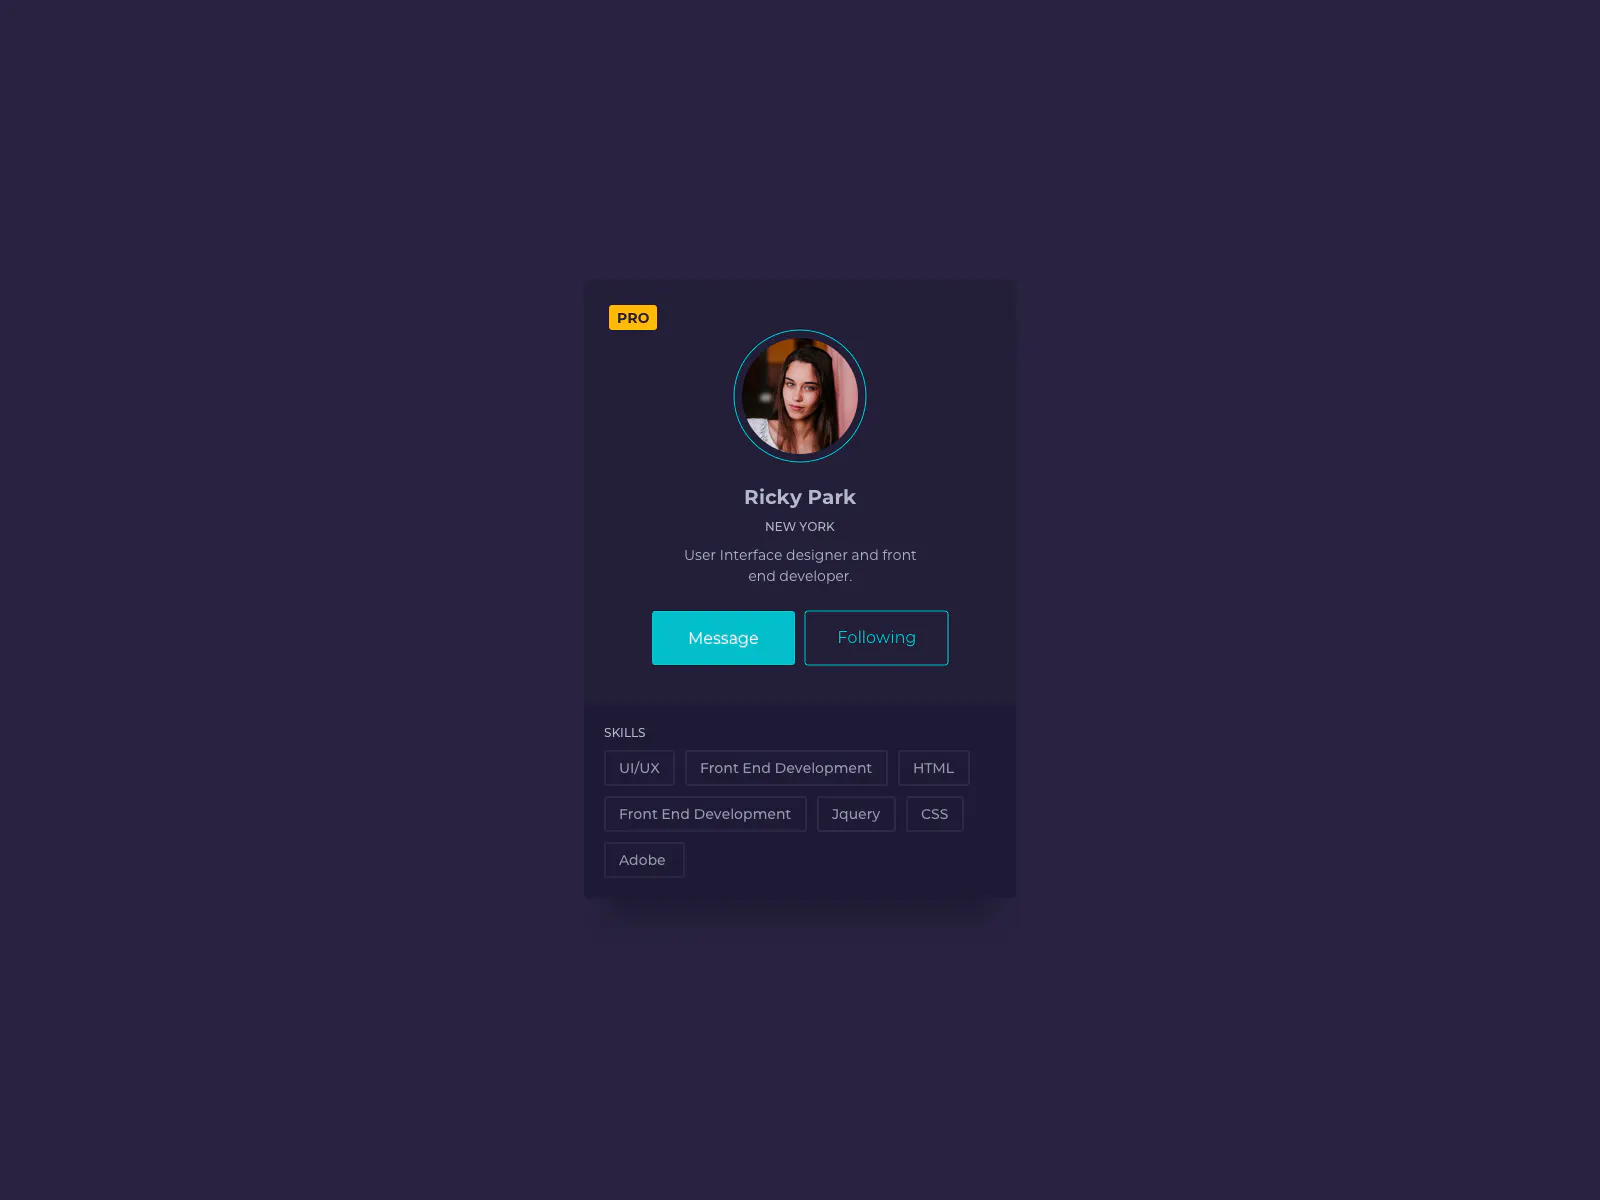 PRO
Ricky Park
NEW YORK
User Interface designer and front
end developer.
Message Following
SKILLS
UI/UX Front End Development HTML
Front End Development Jquery CSS
Adobe